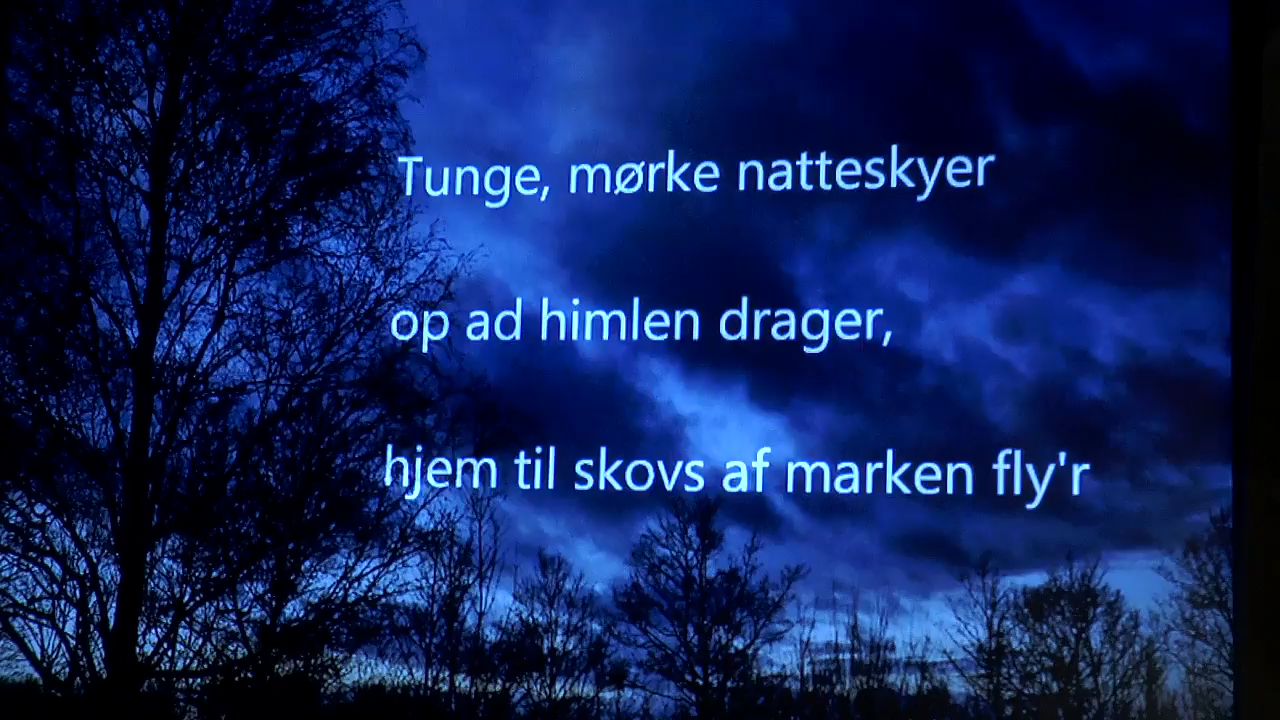 Tunge, mørke natteskyer
op ad himlen drager,
hjem til skovs af marken fly'r